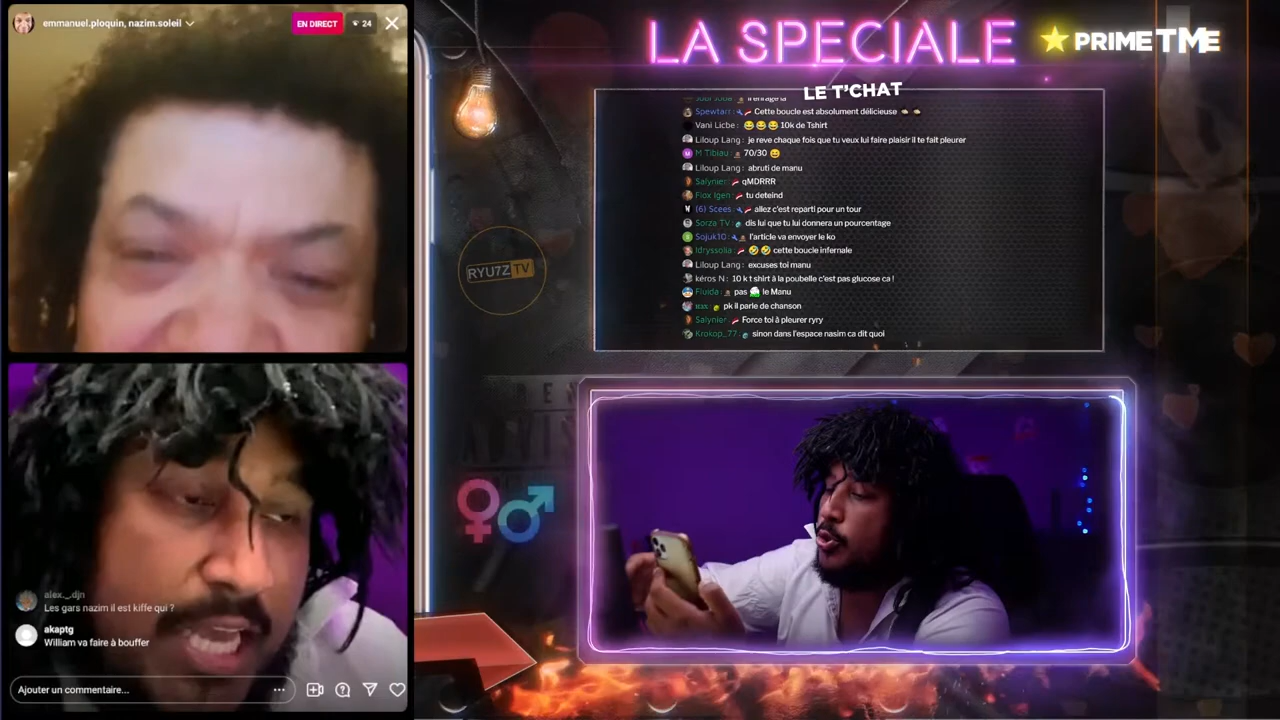 emmanuel.ploquin, nazim.soleil
EN DIRECT
24
alex._.djn
Les gars nazim il est kiffe qui ?
akaptg
William va faire à bouffer
Ajouter un commentaire...
LA SPECIALE
PRIME TME
LE T'CHAT
Spewtarr : Cette boucle est absolument délicieuse
Vani Licbe : 😂😂😂 10k de Tshirt
Liloup Lang : je reve chaque fois que tu veux lui faire plaisir il te fait pleurer
M Tibiau : 70/30 😄
Liloup Lang : abruti de manu
Salynier : qMDRRR
Fiox Igen : tu deteind
(6) Scees : allez c'est reparti pour un tour
Sorza TV : dis lui que tu lui donnera un pourcentage
Sojuk10 : l'article va envoyer le ko
Idryssolia : 🤣🤣 cette boucle infernale
Liloup Lang : excuses toi manu
kéros N : 10 k t shirt à la poubelle c'est pas glucose ca !
Fluida : pas le Manu
pk il parle de chanson
Salynier : Force toi à pleurer ryry
Krokop_77 : sinon dans l'espace nasim ca dit quoi
RYU7Z TV